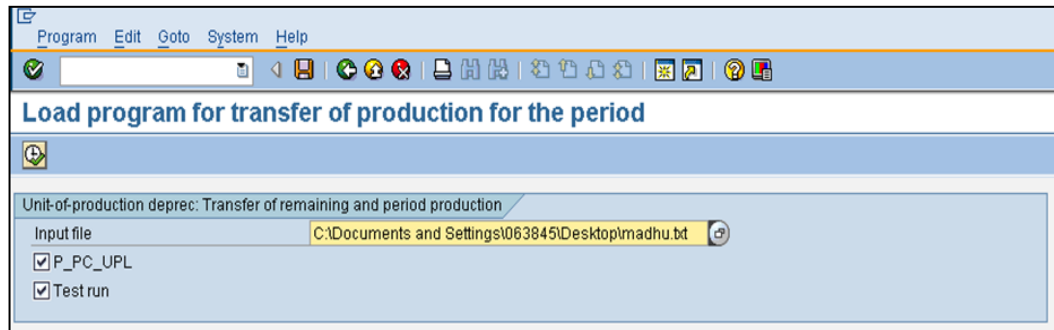 Program Edit Goto System Help
Load program for transfer of production for the period
Unit-of-production deprec: Transfer of remaining and period production
Input file C:\Documents and Settings\063845\Desktop\madhu.txt
P_PC_UPL
Test run